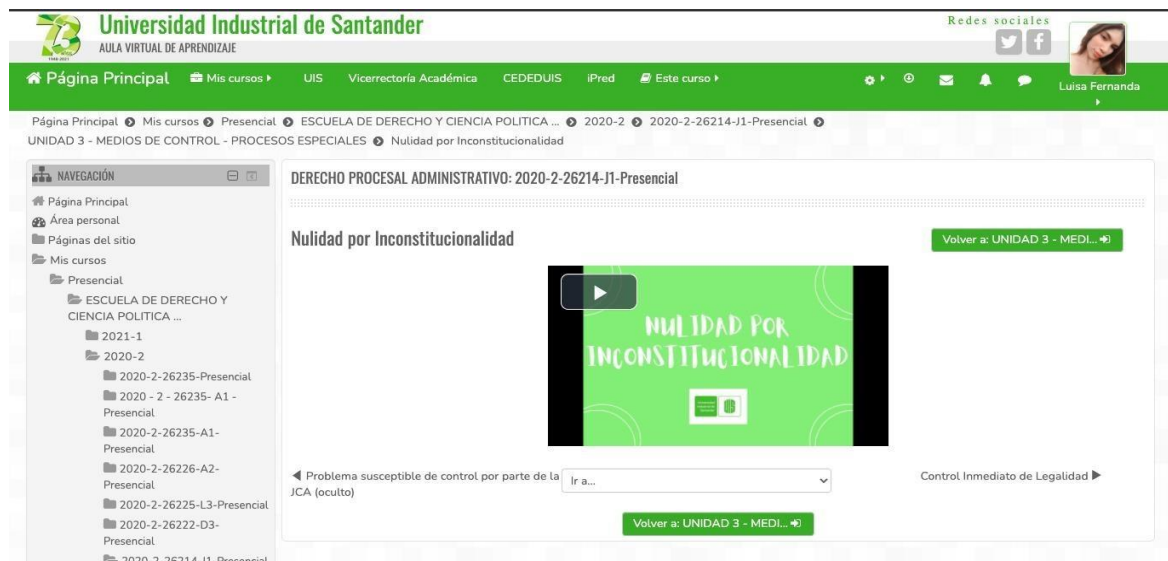 Universidad Industrial de Santander
AULA VIRTUAL DE APRENDIZAJE
Redes sociales
Página Principal Mis cursos UIS Vicerrectoría Académica CEDEDUIS iPred Este curso
Luisa Fernanda
Página Principal Mis cursos Presencial ESCUELA DE DERECHO Y CIENCIA POLITICA ... 2020-2 2020-2-26214-J1-Presencial
UNIDAD 3 - MEDIOS DE CONTROL - PROCESOS ESPECIALES Nulidad por Inconstitucionalidad
NAVEGACIÓN
Página Principal
Área personal
Páginas del sitio
Mis cursos
Presencial
ESCUELA DE DERECHO Y
CIENCIA POLITICA ...
2021-1
2020-2
2020-2-26235-Presencial
2020 - 2 - 26235- A1 -
Presencial
2020-2-26235-A1-
Presencial
2020-2-26226-A2-
Presencial
2020-2-26225-L3-Presencial
2020-2-26222-D3-
Presencial
2020-2-26214-J1-Presencial
DERECHO PROCESAL ADMINISTRATIVO: 2020-2-26214-J1-Presencial
Nulidad por Inconstitucionalidad
Volver a: UNIDAD 3 - MEDI...
NULIDAD POR
INCONSTITUCIONALIDAD
Problema susceptible de control por parte de la
JCA (oculto)
Ir a...
Control Inmediato de Legalidad
Volver a: UNIDAD 3 - MEDI...